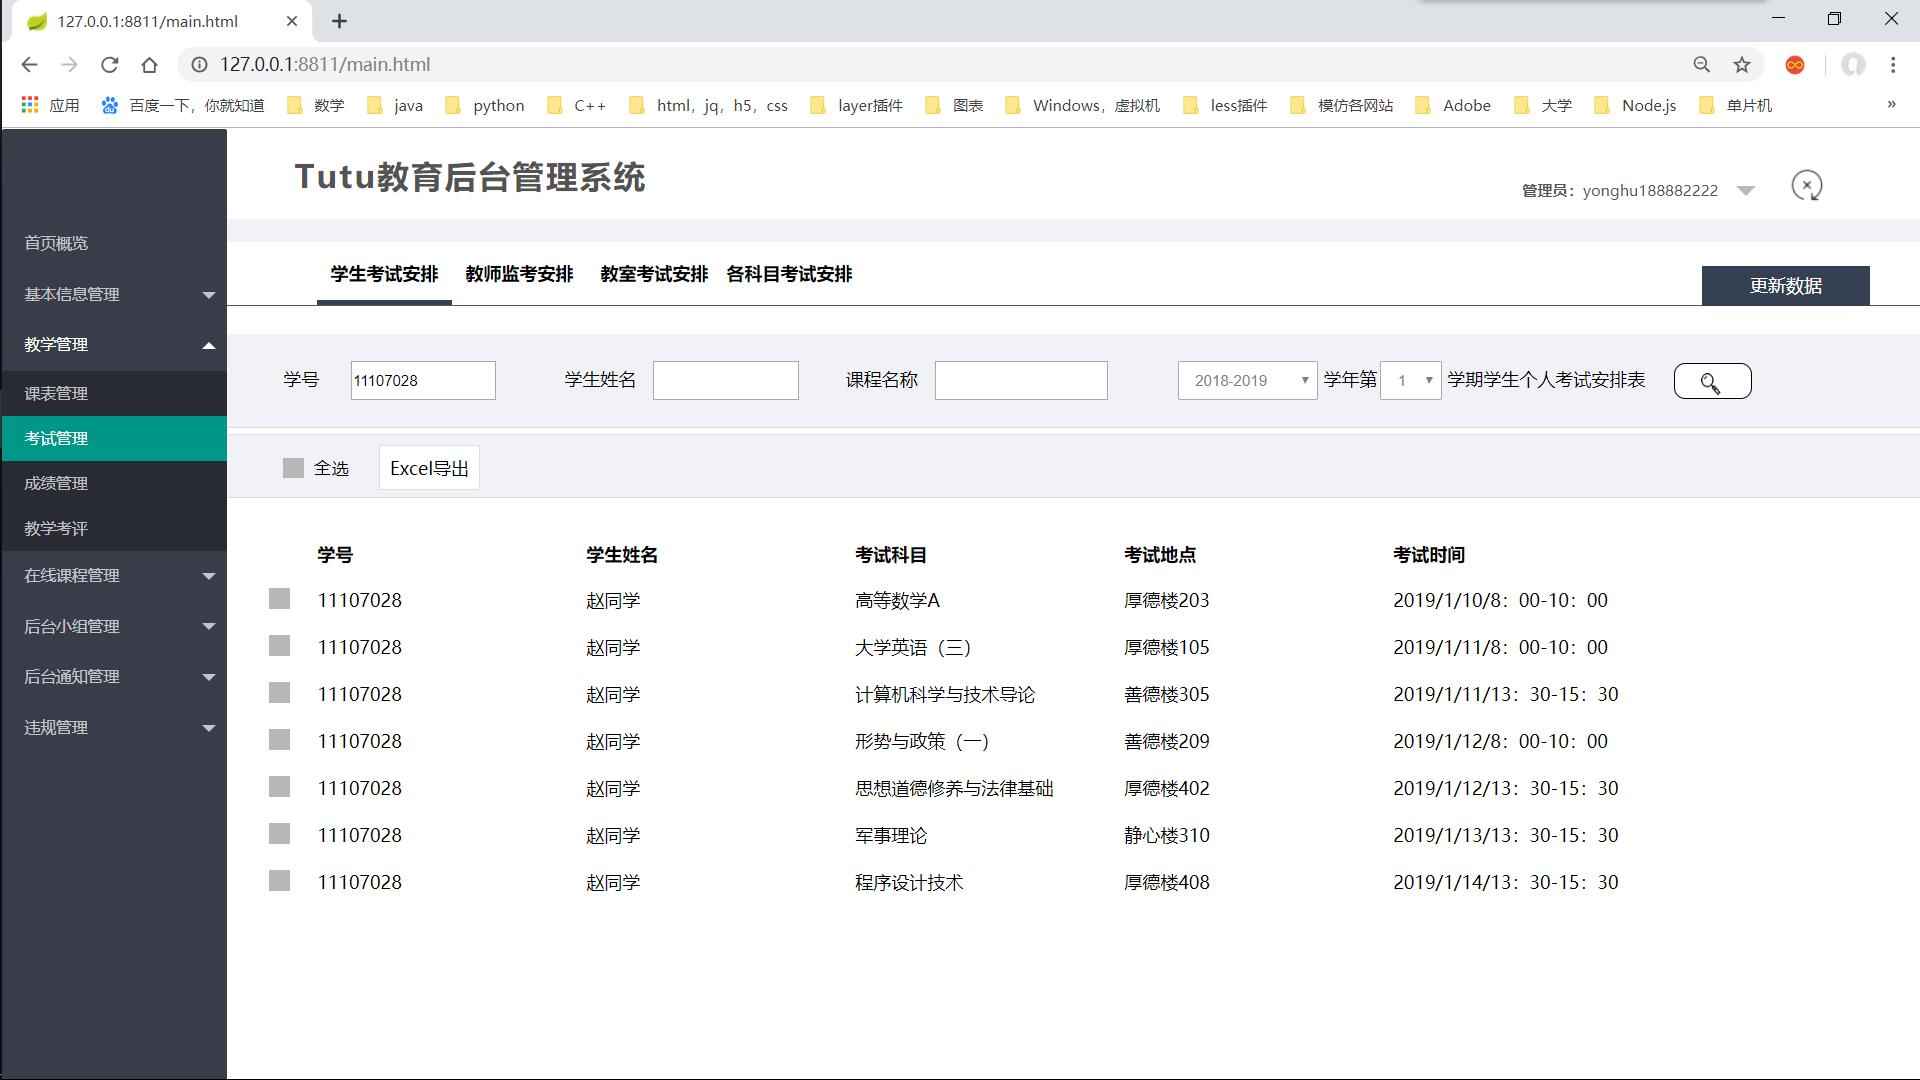 127.0.0.1:8811/main.html
127.0.0.1:8811/main.html
应用 百度一下，你就知道 数学 java python C++ html，jq，h5，css layer插件 图表 Windows，虚拟机 less插件 模仿各网站 Adobe 大学 Node.js 单片机 »
Tutu教育后台管理系统
管理员：yonghu188882222
首页概览
基本信息管理
教学管理
课表管理
考试管理
成绩管理
教学考评
在线课程管理
后台小组管理
后台通知管理
违规管理
学生考试安排 教师监考安排 教室考试安排 各科目考试安排 更新数据
学号 11107028 学生姓名 课程名称 2018-2019 学年第 1 学期学生个人考试安排表
全选 Excel导出
学号 学生姓名 考试科目 考试地点 考试时间
11107028 赵同学 高等数学A 厚德楼203 2019/1/10/8：00-10：00
11107028 赵同学 大学英语（三） 厚德楼105 2019/1/11/8：00-10：00
11107028 赵同学 计算机科学与技术导论 善德楼305 2019/1/11/13：30-15：30
11107028 赵同学 形势与政策（一） 善德楼209 2019/1/12/8：00-10：00
11107028 赵同学 思想道德修养与法律基础 厚德楼402 2019/1/12/13：30-15：30
11107028 赵同学 军事理论 静心楼310 2019/1/13/13：30-15：30
11107028 赵同学 程序设计技术 厚德楼408 2019/1/14/13：30-15：30